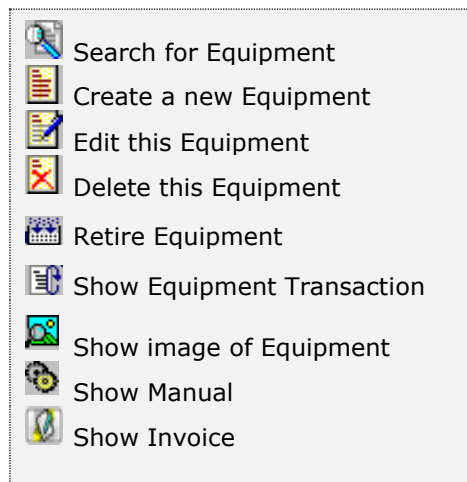 Search for Equipment
Create a new Equipment
Edit this Equipment
Delete this Equipment
Retire Equipment
Show Equipment Transaction
Show image of Equipment
Show Manual
Show Invoice